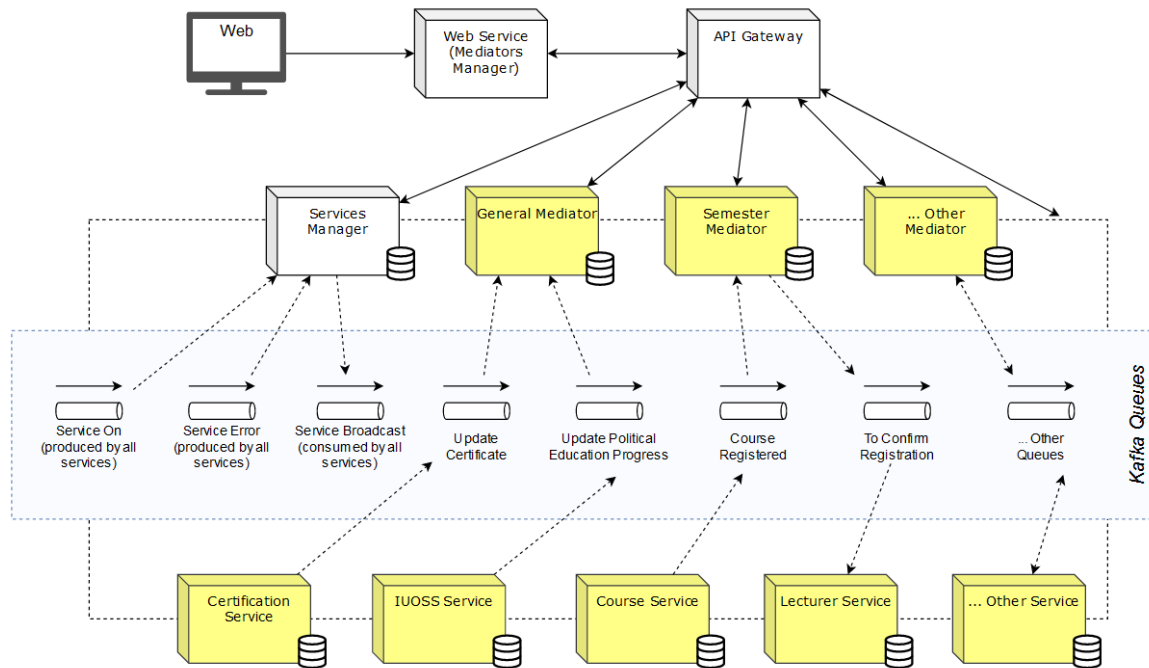 Web
Web Service
(Mediators
Manager)
API Gateway
Services
Manager
General Mediator
Semester
Mediator
... Other
Mediator
Service On
(produced by all
services)
Service Error
(produced by all
services)
Service Broadcast
(consumed by all
services)
Update
Certificate
Update Political
Education Progress
Course
Registered
To Confirm
Registration
... Other
Queues
Kafka Queues
Certification
Service
IUOSS Service
Course Service
Lecturer Service
... Other Service